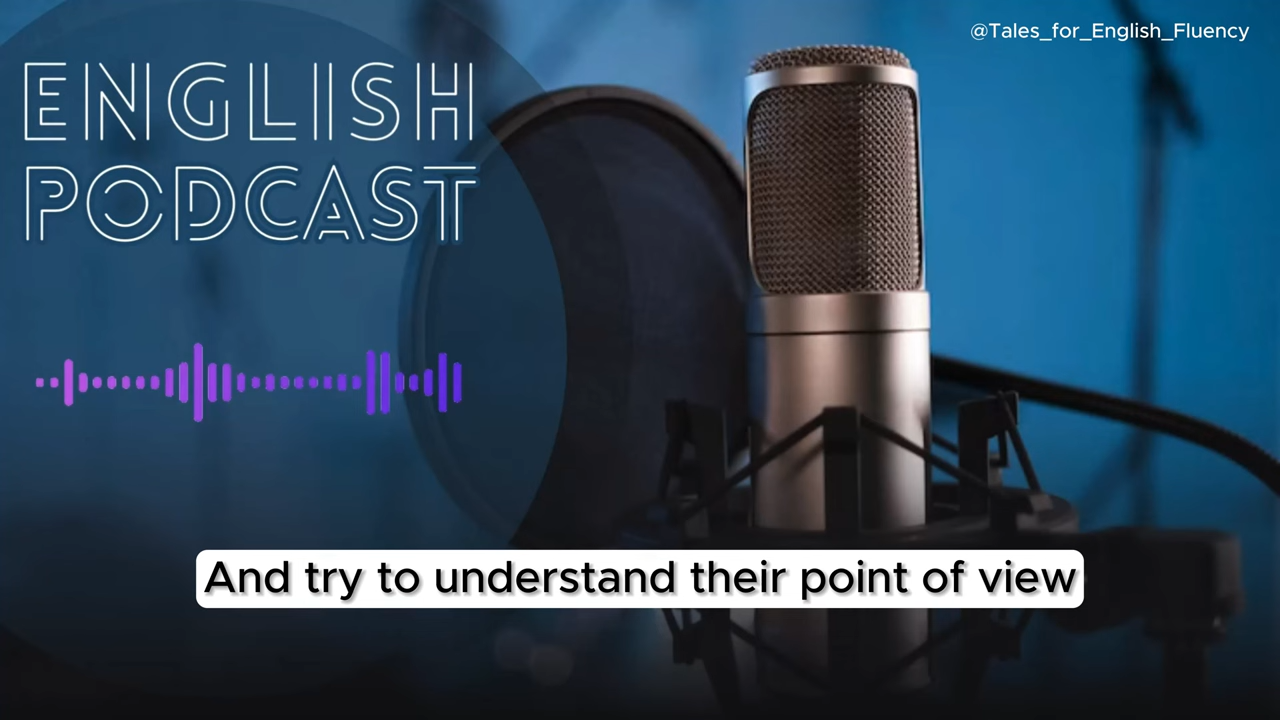 @Tales_for_English_Fluency
ENGLISH
PODCAST
And try to understand their point of view